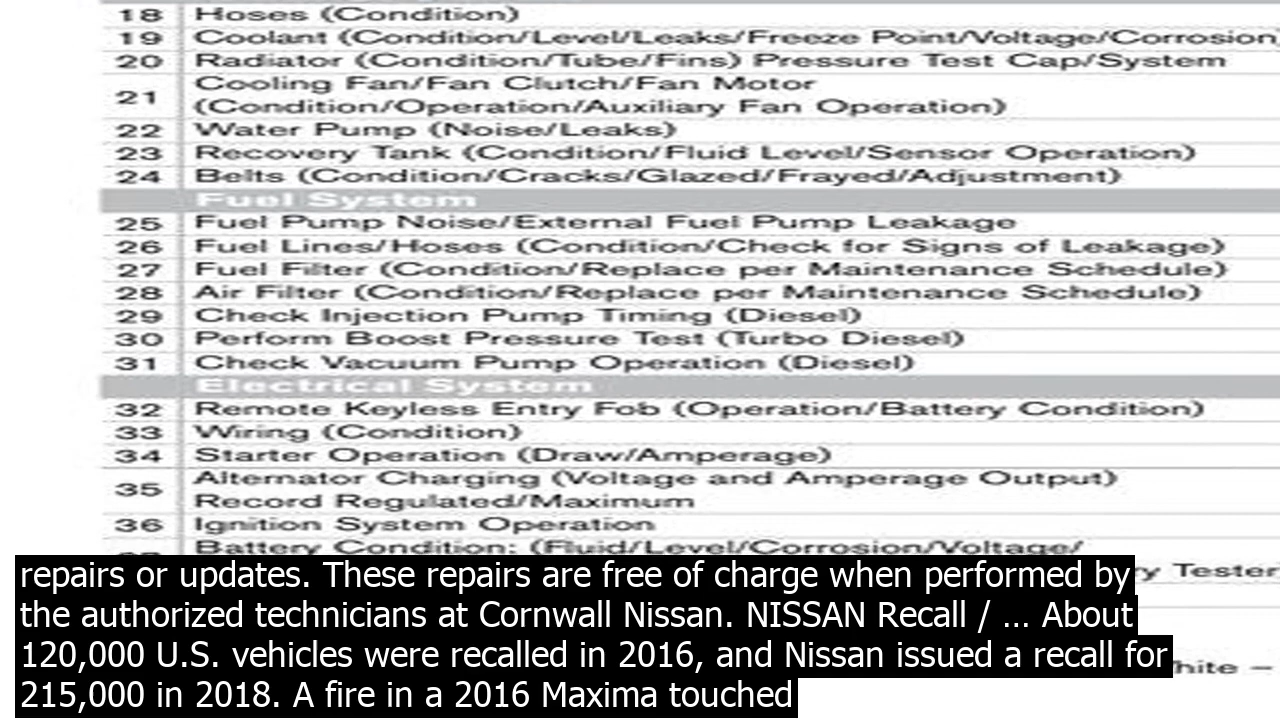 18 Hoses (Condition)
19 Coolant (Condition/Level/Leaks/Freeze Point/Voltage/Corrosion)
20 Radiator (Condition/Tube/Fins) Pressure Test Cap/System
21 Cooling Fan/Fan Clutch/Fan Motor
(Condition/Operation/Auxiliary Fan Operation)
22 Water Pump (Noise/Leaks)
23 Recovery Tank (Condition/Fluid Level/Sensor Operation)
24 Belts (Condition/Cracks/Glazed/Frayed/Adjustment)
Fuel System
25 Fuel Pump Noise/External Fuel Pump Leakage
26 Fuel Lines/Hoses (Condition/Check for Signs of Leakage)
27 Fuel Filter (Condition/Replace per Maintenance Schedule)
28 Air Filter (Condition/Replace per Maintenance Schedule)
29 Check Injection Pump Timing (Diesel)
30 Perform Boost Pressure Test (Turbo Diesel)
31 Check Vacuum Pump Operation (Diesel)
Electrical System
32 Remote Keyless Entry Fob (Operation/Battery Condition)
33 Wiring (Condition)
34 Starter Operation (Draw/Amperage)
35 Alternator Charging (Voltage and Amperage Output)
Record Regulated/Maximum
36 Ignition System Operation
Battery Condition: (Fluid/Level/Corrosion/Voltage/
Tester
repairs or updates. These repairs are free of charge when performed by
the authorized technicians at Cornwall Nissan. NISSAN Recall / ... About
120,000 U.S. vehicles were recalled in 2016, and Nissan issued a recall for
215,000 in 2018. A fire in a 2016 Maxima touched